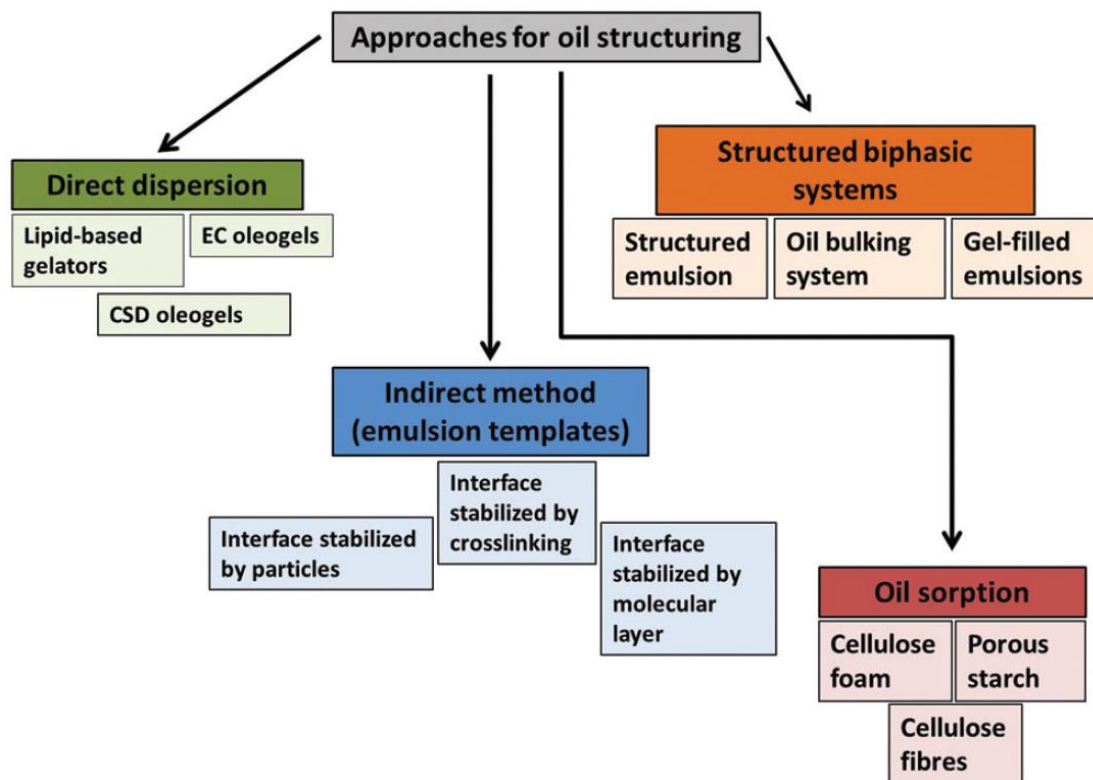 Approaches for oil structuring
Direct dispersion
Lipid-based
gelators
EC oleogels
CSD oleogels
Structured biphasic
systems
Structured
emulsion
Oil bulking
system
Gel-filled
emulsions
Indirect method
(emulsion templates)
Interface stabilized
by particles
Interface
stabilized by
crosslinking
Interface
stabilized by
molecular
layer
Oil sorption
Cellulose
foam
Porous
starch
Cellulose
fibres